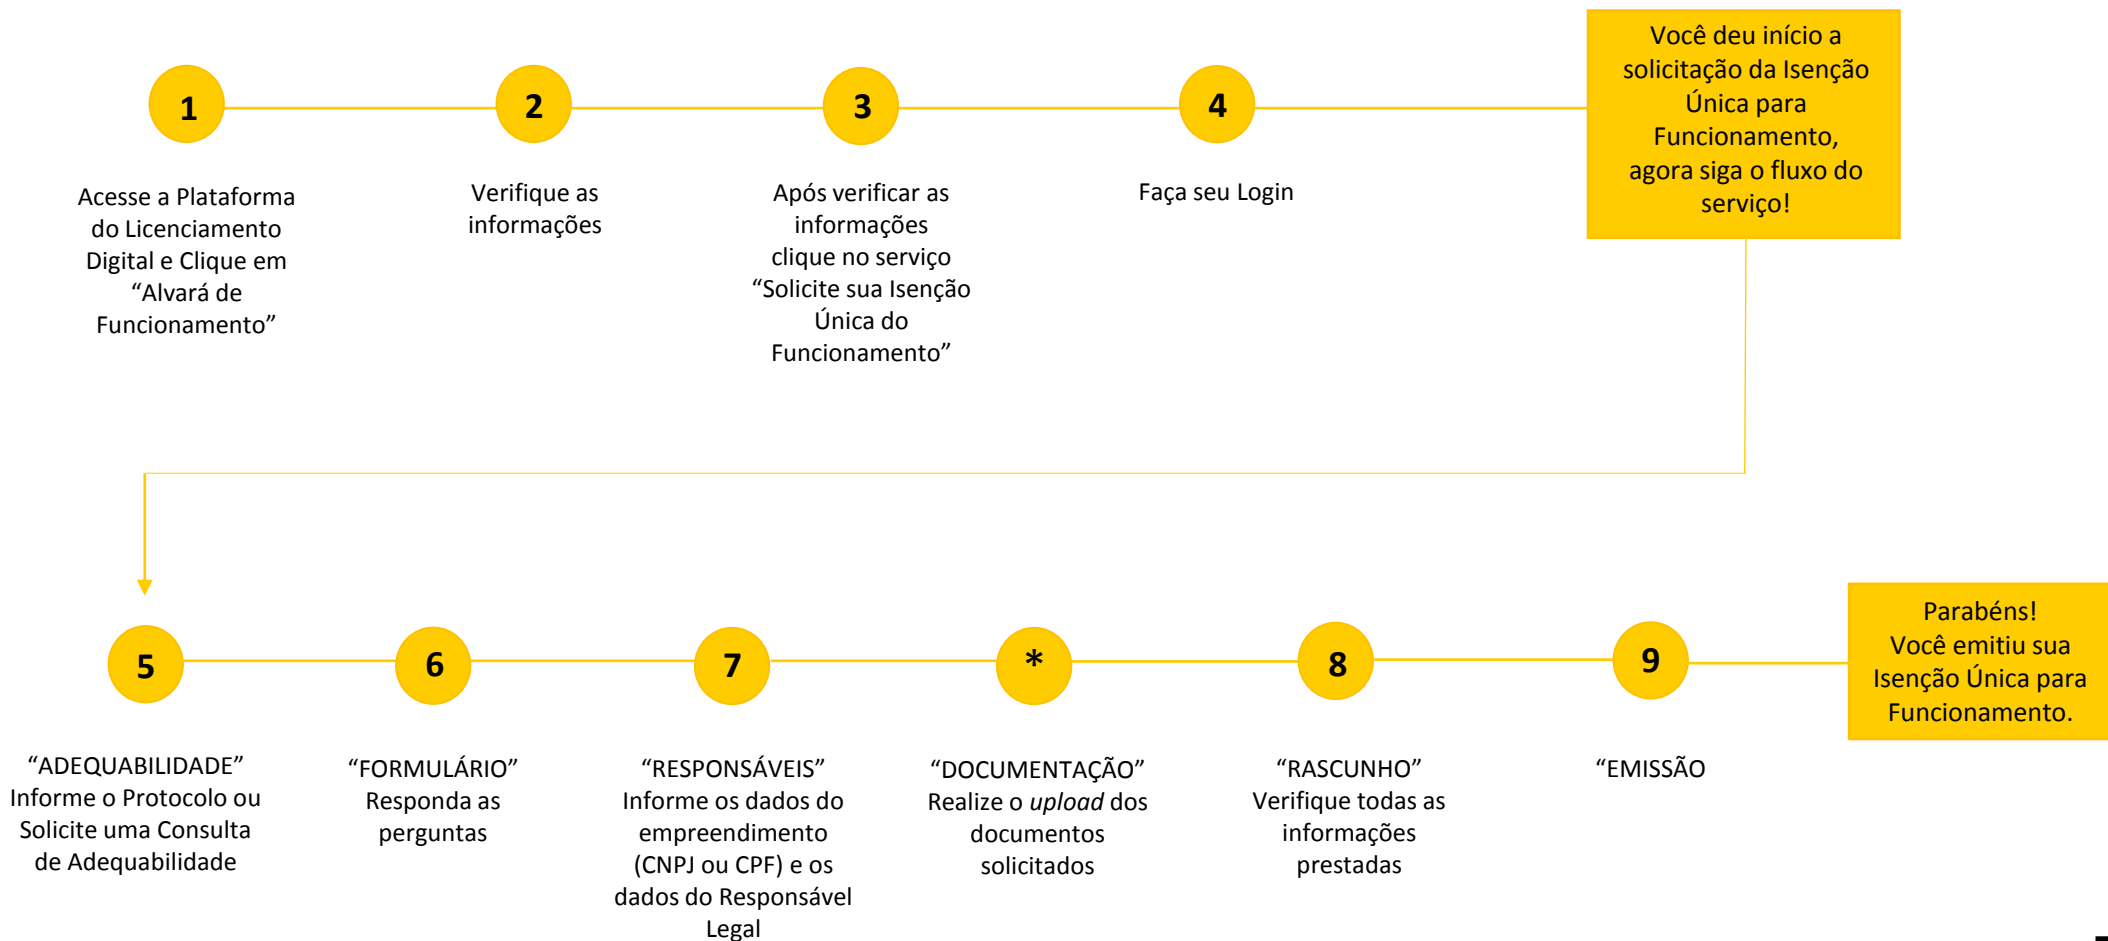 1
Acesse a Plataforma
do Licenciamento
Digital e Clique em
“Alvará de
Funcionamento”
2
Verifique as
informações
3
Após verificar as
informações
clique no serviço
“Solicite sua Isenção
Única do
Funcionamento”
4
Faça seu Login
Você deu início a
solicitação da Isenção
Única para
Funcionamento,
agora siga o fluxo do
serviço!
5
“ADEQUABILIDADE”
Informe o Protocolo ou
Solicite uma Consulta
de Adequabilidade
6
“FORMULÁRIO”
Responda as
perguntas
7
“RESPONSÁVEIS”
Informe os dados do
empreendimento
(CNPJ ou CPF) e os
dados do Responsável
Legal
*
“DOCUMENTAÇÃO”
Realize o upload dos
documentos
solicitados
8
“RASCUNHO”
Verifique todas as
informações
prestadas
9
“EMISSÃO
Parabéns!
Você emitiu sua
Isenção Única para
Funcionamento.